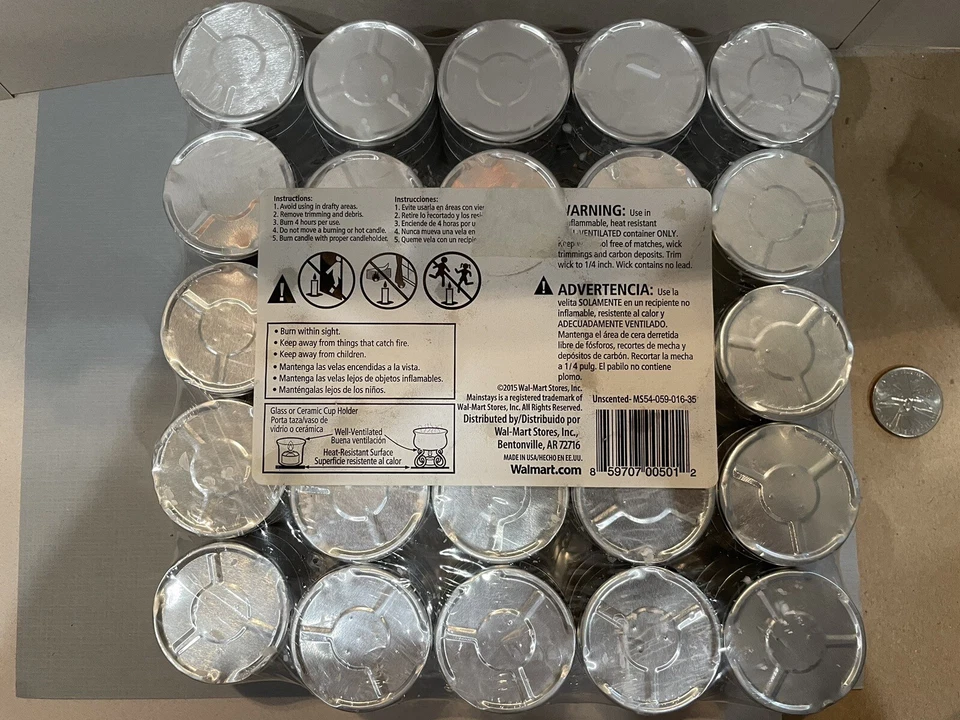 Instructions:
1. Avoid using in drafty areas.
2. Remove trimming and debris.
3. Burn 4 hours per use.
4. Do not move a burning or hot candle.
5. Burn candle with proper candleholder.
Instrucciones:
1. Evite usarla en áreas con
2. Retire lo recortado y los
3. Enciende de 4 horas por
4. Nunca mueva una vela en
5. Queme vela con un
WARNING: Use in
heat resistant
container ONLY.
free of matches, wick
trimmings and carbon deposits. Trim
wick to 1/4 inch. Wick contains no lead.
ADVERTENCIA: Use la
velita SOLAMENTE en un recipiente no
inflamable, resistente al calor y
ADECUADAMENTE VENTILADO.
Mantenga el área de cera derretida
libre de fósforos, recortes de mecha y
depósitos de carbón. Recortar la mecha
a 1/4 pulg. El pabilo no contiene
plomo.
• Burn within sight.
• Keep away from things that catch fire.
• Keep away from children.
• Mantenga las velas encendidas a la vista.
• Mantenga las velas lejos de objetos inflamables.
• Manténgalas lejos de los niños.
Glass or Ceramic Cup Holder
Porta taza/vaso de
vidrio o cerámica
Well-Ventilated
Buena ventilación
Heat-Resistant Surface
Superficie resistente al calor
©2015 Wal-Mart Stores, Inc.
Mainstays is a registered trademark of
Wal-Mart Stores, Inc. All Rights Reserved.
Distributed by/Distribuido por
Wal-Mart Stores, Inc.,
Bentonville, AR 72716
MADE IN USA/HECHO EN EE.UU.
Walmart.com
Unscented- MS54-059-016-35
8 59707 00501 2